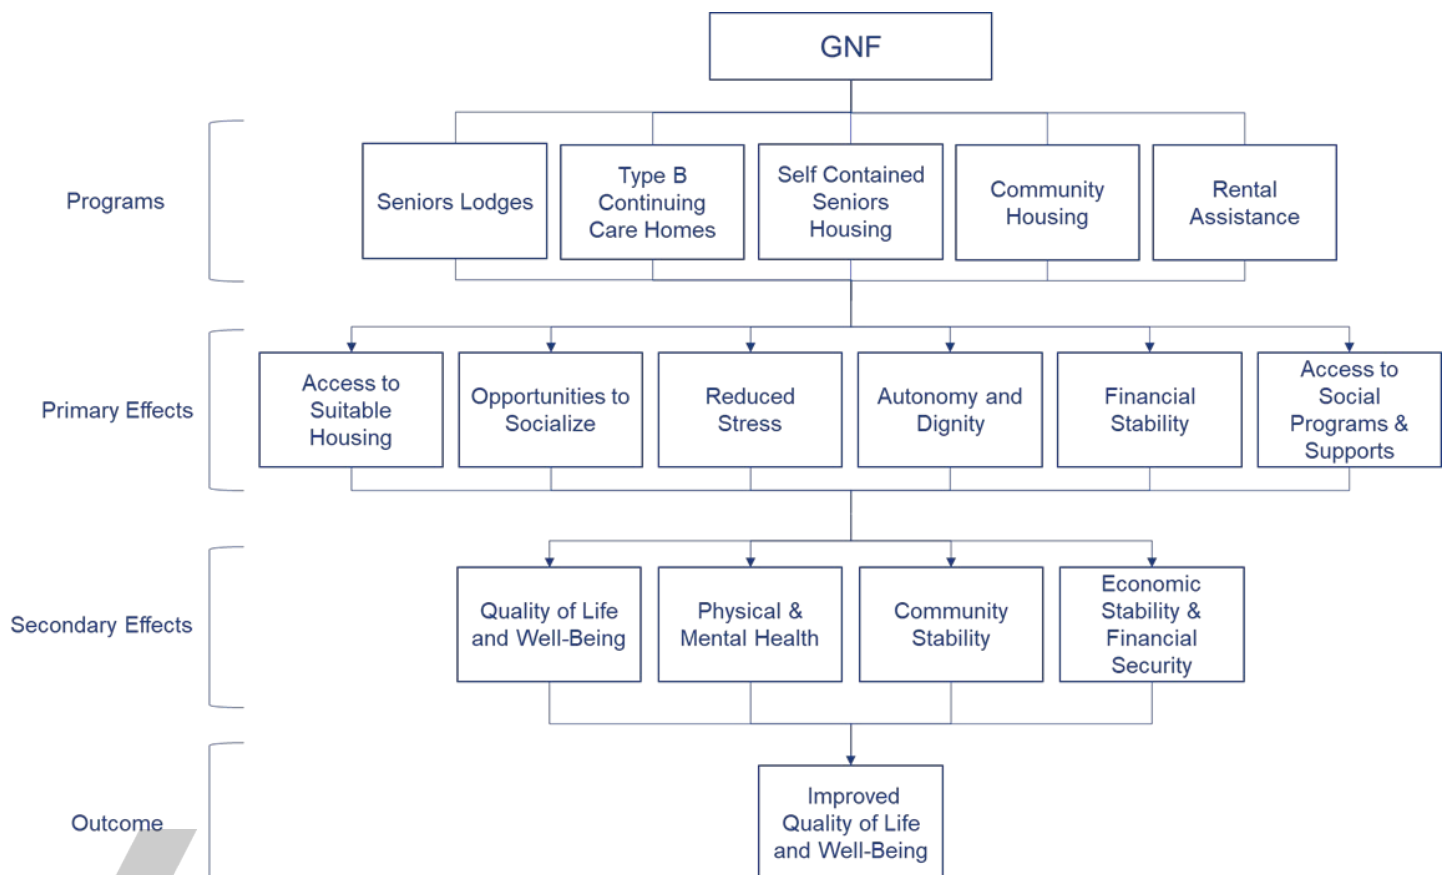 GNF
Programs
Seniors Lodges
Type B
Continuing
Care Homes
Self Contained
Seniors
Housing
Community
Housing
Rental
Assistance
Primary Effects
Access to
Suitable
Housing
Opportunities to
Socialize
Reduced
Stress
Autonomy and
Dignity
Financial
Stability
Access to
Social
Programs &
Supports
Secondary Effects
Quality of Life
and Well-Being
Physical &
Mental Health
Community
Stability
Economic
Stability &
Financial
Security
Outcome
Improved
Quality of Life
and Well-Being